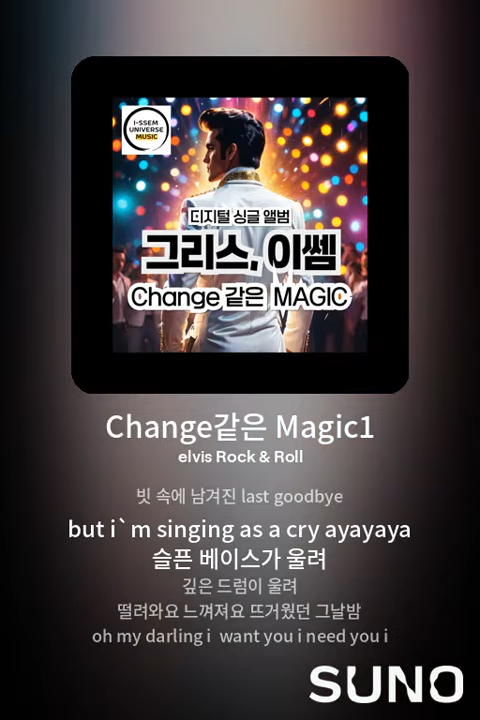 i-SSEM
UNIVERSE
MUSIC
디지털 싱글 앨범
그리스, 이쎔
Change 같은 MAGIC
Change같은 Magic1
elvis Rock & Roll
빗 속에 남겨진 last goodbye
but i`m singing as a cry ayayaya
슬픈 베이스가 울려
깊은 드럼이 울려
떨려와요 느껴져요 뜨거웠던 그날밤
oh my darling i want you i need you i
SUNO